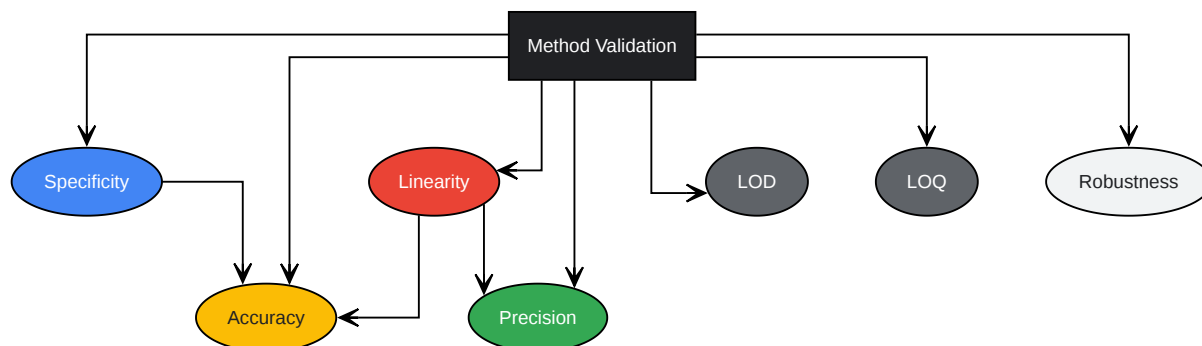 Method Validation
Specificity
Linearity
LOD
LOQ
Robustness
Accuracy
Precision